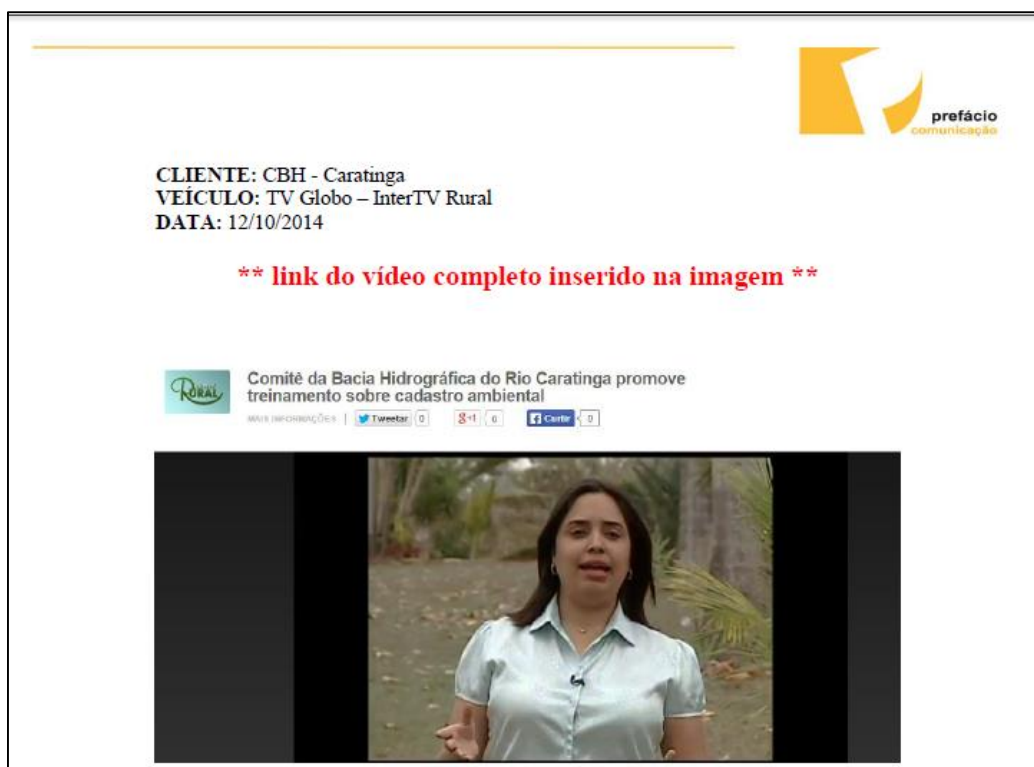 prefácio
comunicação
CLIENTE: CBH - Caratinga
VEÍCULO: TV Globo – InterTV Rural
DATA: 12/10/2014
** link do vídeo completo inserido na imagem **
RURAL
Comitê da Bacia Hidrográfica do Rio Caratinga promove
treinamento sobre cadastro ambiental
MAIS INFORMAÇÕES | Tweetar 0 g+1 0 Curtir 0